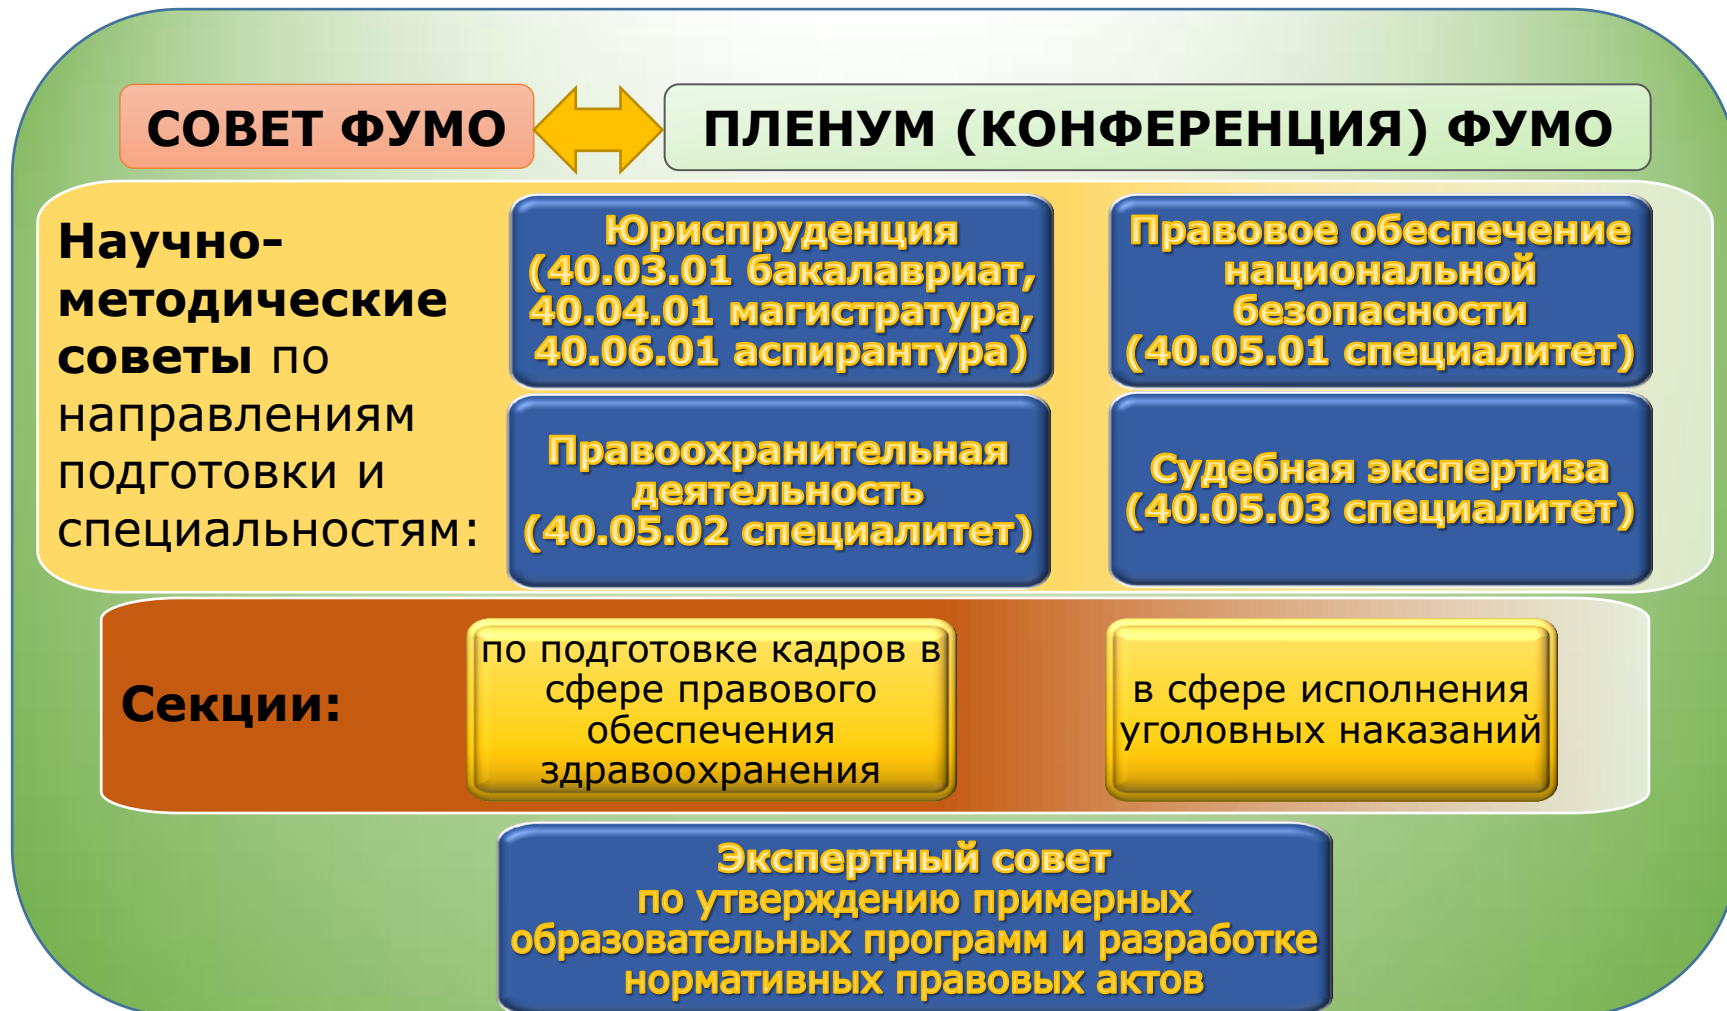 СОВЕТ ФУМО
ПЛЕНУМ (КОНФЕРЕНЦИЯ) ФУМО
Научно-
методические
советы по
направлениям
подготовки и
специальностям:
Юриспруденция
(40.03.01 бакалавриат,
40.04.01 магистратура,
40.06.01 аспирантура)
Правовое обеспечение
национальной
безопасности
(40.05.01 специалитет)
Правоохранительная
деятельность
(40.05.02 специалитет)
Судебная экспертиза
(40.05.03 специалитет)
Секции:
по подготовке кадров в
сфере правового
обеспечения
здравоохранения
в сфере исполнения
уголовных наказаний
Экспертный совет
по утверждению примерных
образовательных программ и разработке
нормативных правовых актов